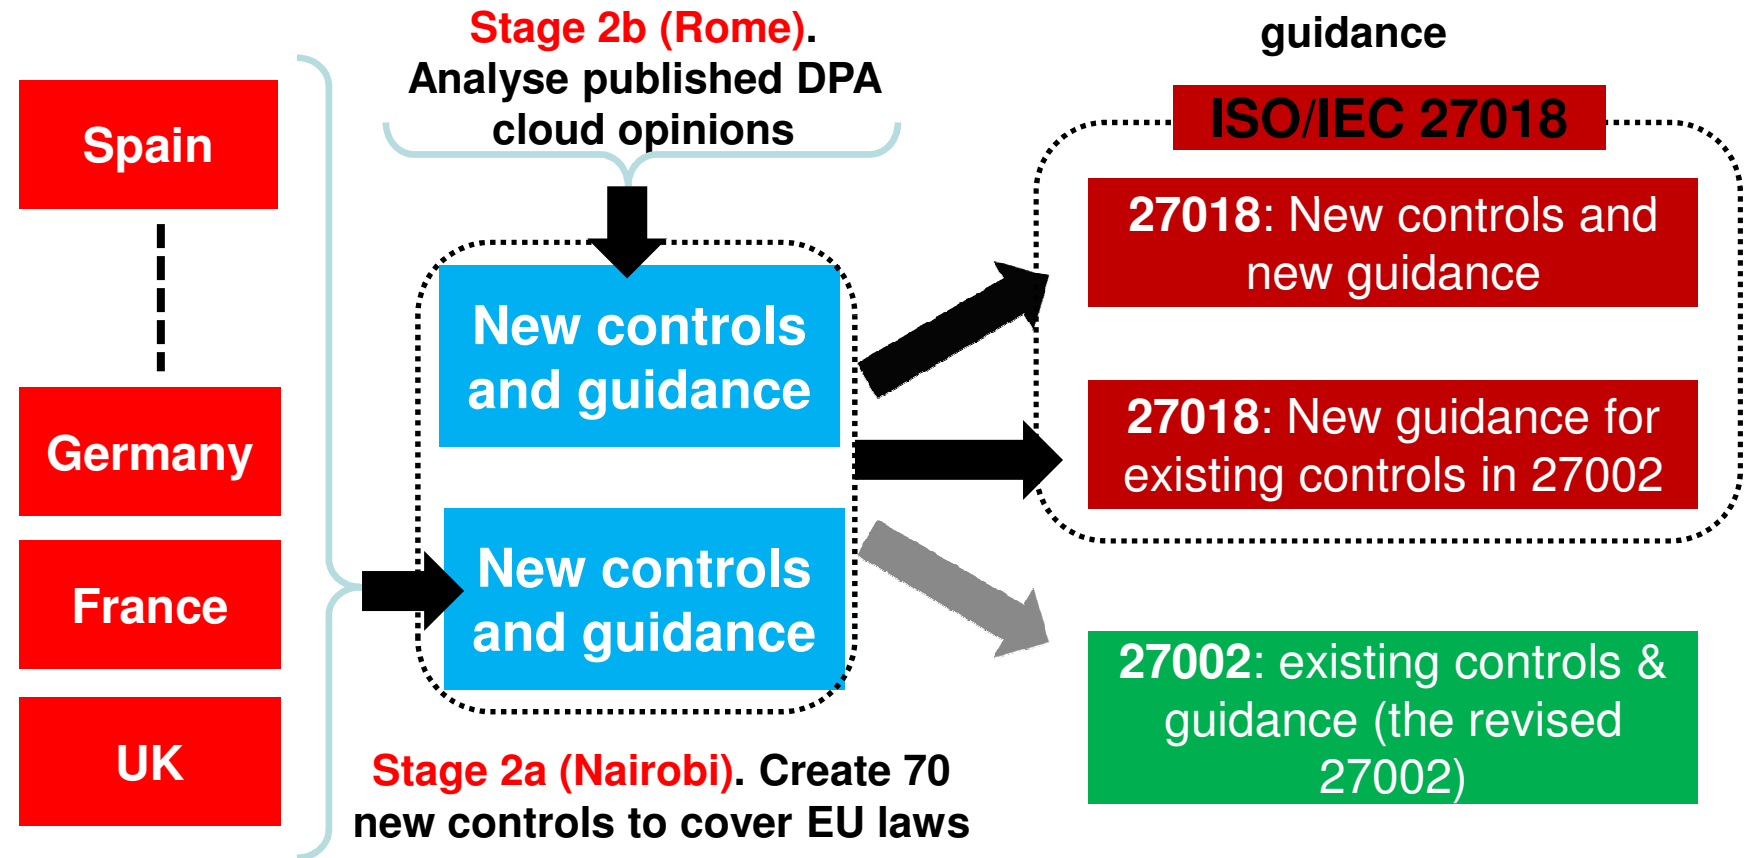 Spain
Germany
France
UK
Stage 2b (Rome).
Analyse published DPA
cloud opinions
New controls
and guidance
New controls
and guidance
Stage 2a (Nairobi). Create 70
new controls to cover EU laws
guidance
ISO/IEC 27018
27018: New controls and
new guidance
27018: New guidance for
existing controls in 27002
27002: existing controls &
guidance (the revised
27002)